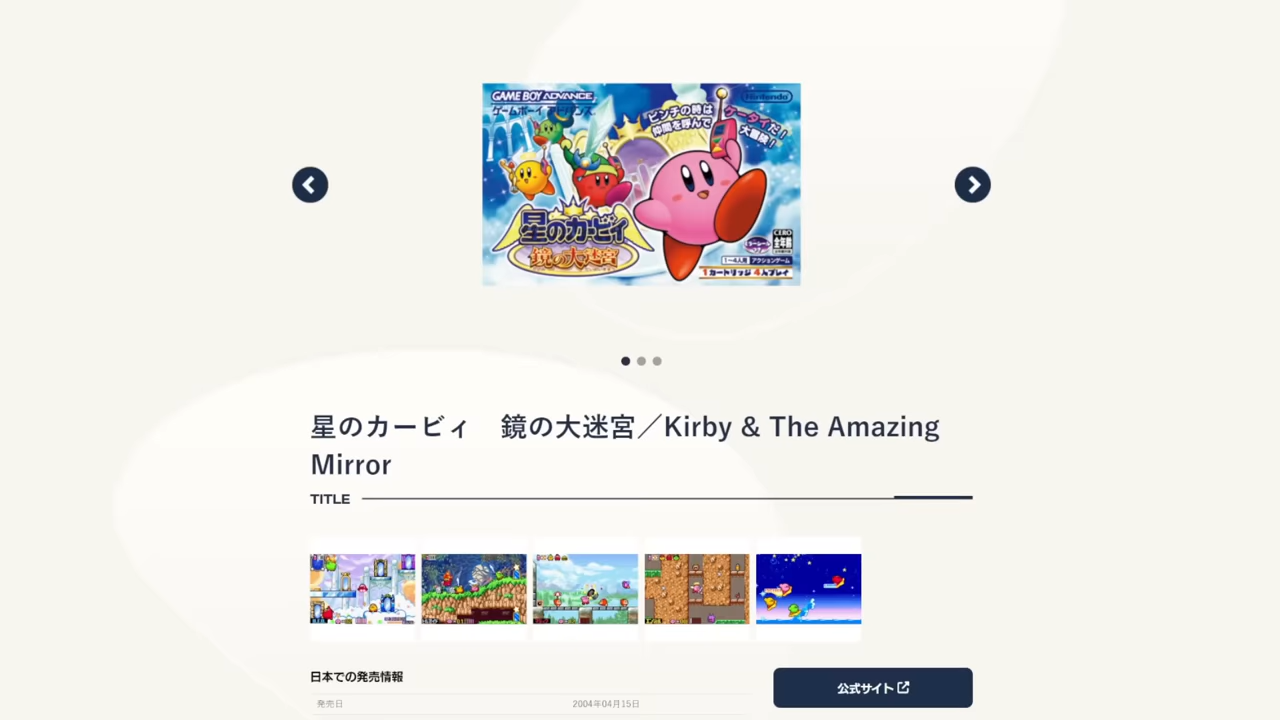 GAME BOY ADVANCE
ゲームボーイアドバンス
Nintendo
ピンチの時は
仲間を呼んで
ケータイだ!
大冒険!
星のカービィ
鏡の大迷宮
CERO
全年齢
1〜4人用 アクションゲーム
1カートリッジ 4人プレイ
星のカービィ 鏡の大迷宮／Kirby & The Amazing
Mirror
TITLE
日本での発売情報
公式サイト
発売日 2004年04月15日